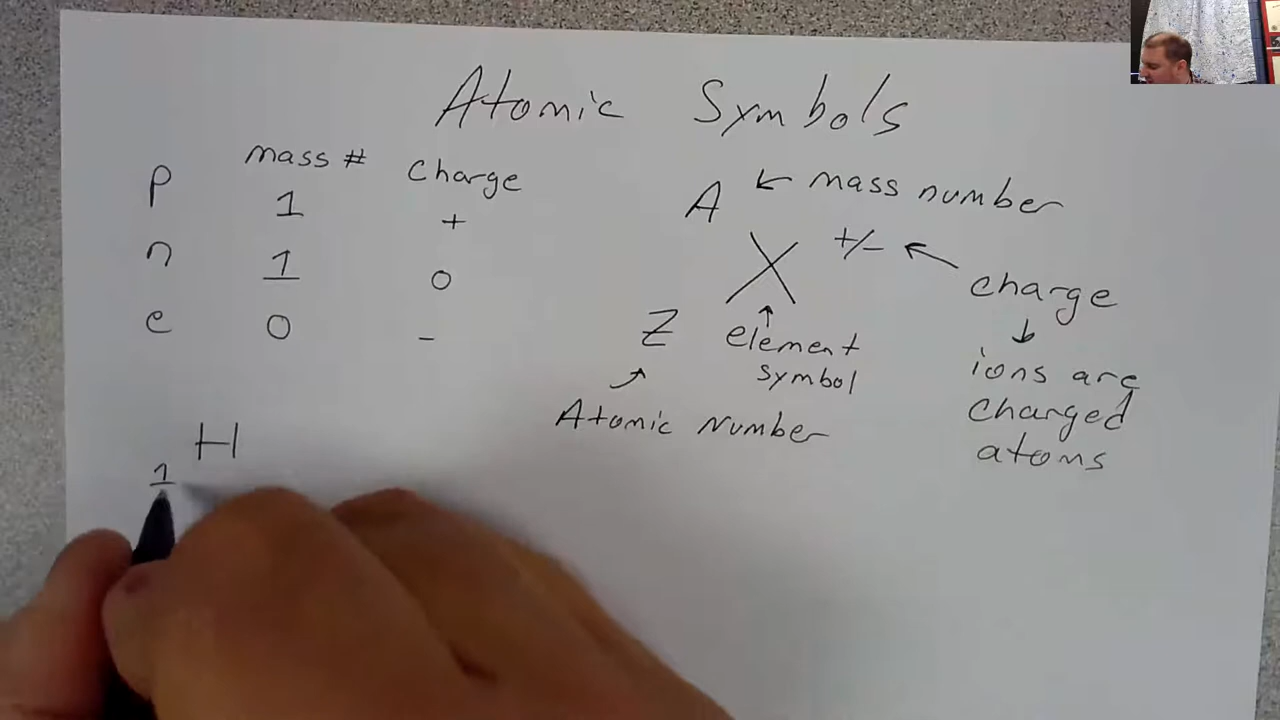 Atomic Symbols
mass # charge
p 1 +
n 1 0
e 0 -
A ← mass number
X +/- ← charge
↓
Z element symbol
↗
Atomic Number
ions are
charged
atoms
H
1